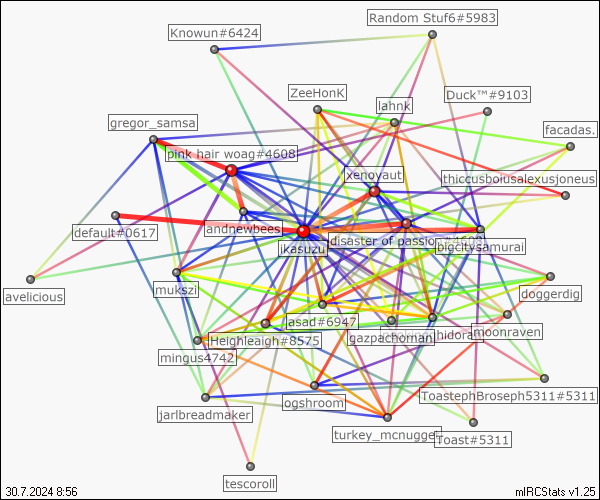 Random Stuf6#5983
Knowun#6424
ZeeHonK
Duck™#9103
lahnk
gregor_samsa
facadas.
pink hair woag#4608
xenovaut
thiccusboiusalexusjoneus
default#0617
andnewbees
ikasuzu
disaster of passion
bigcitysamurai
avelicious
mukszi
doggerdig
asad#6947
Heighleaigh#8575
gazpachoman
hidora
moonraven
mingus4742
ToastephBroseph5311#5311
jarlbreadmaker
ogshroom
turkey_mcnugget
Toast#5311
tescoroll
30.7.2024 8:56
mIRCStats v1.25